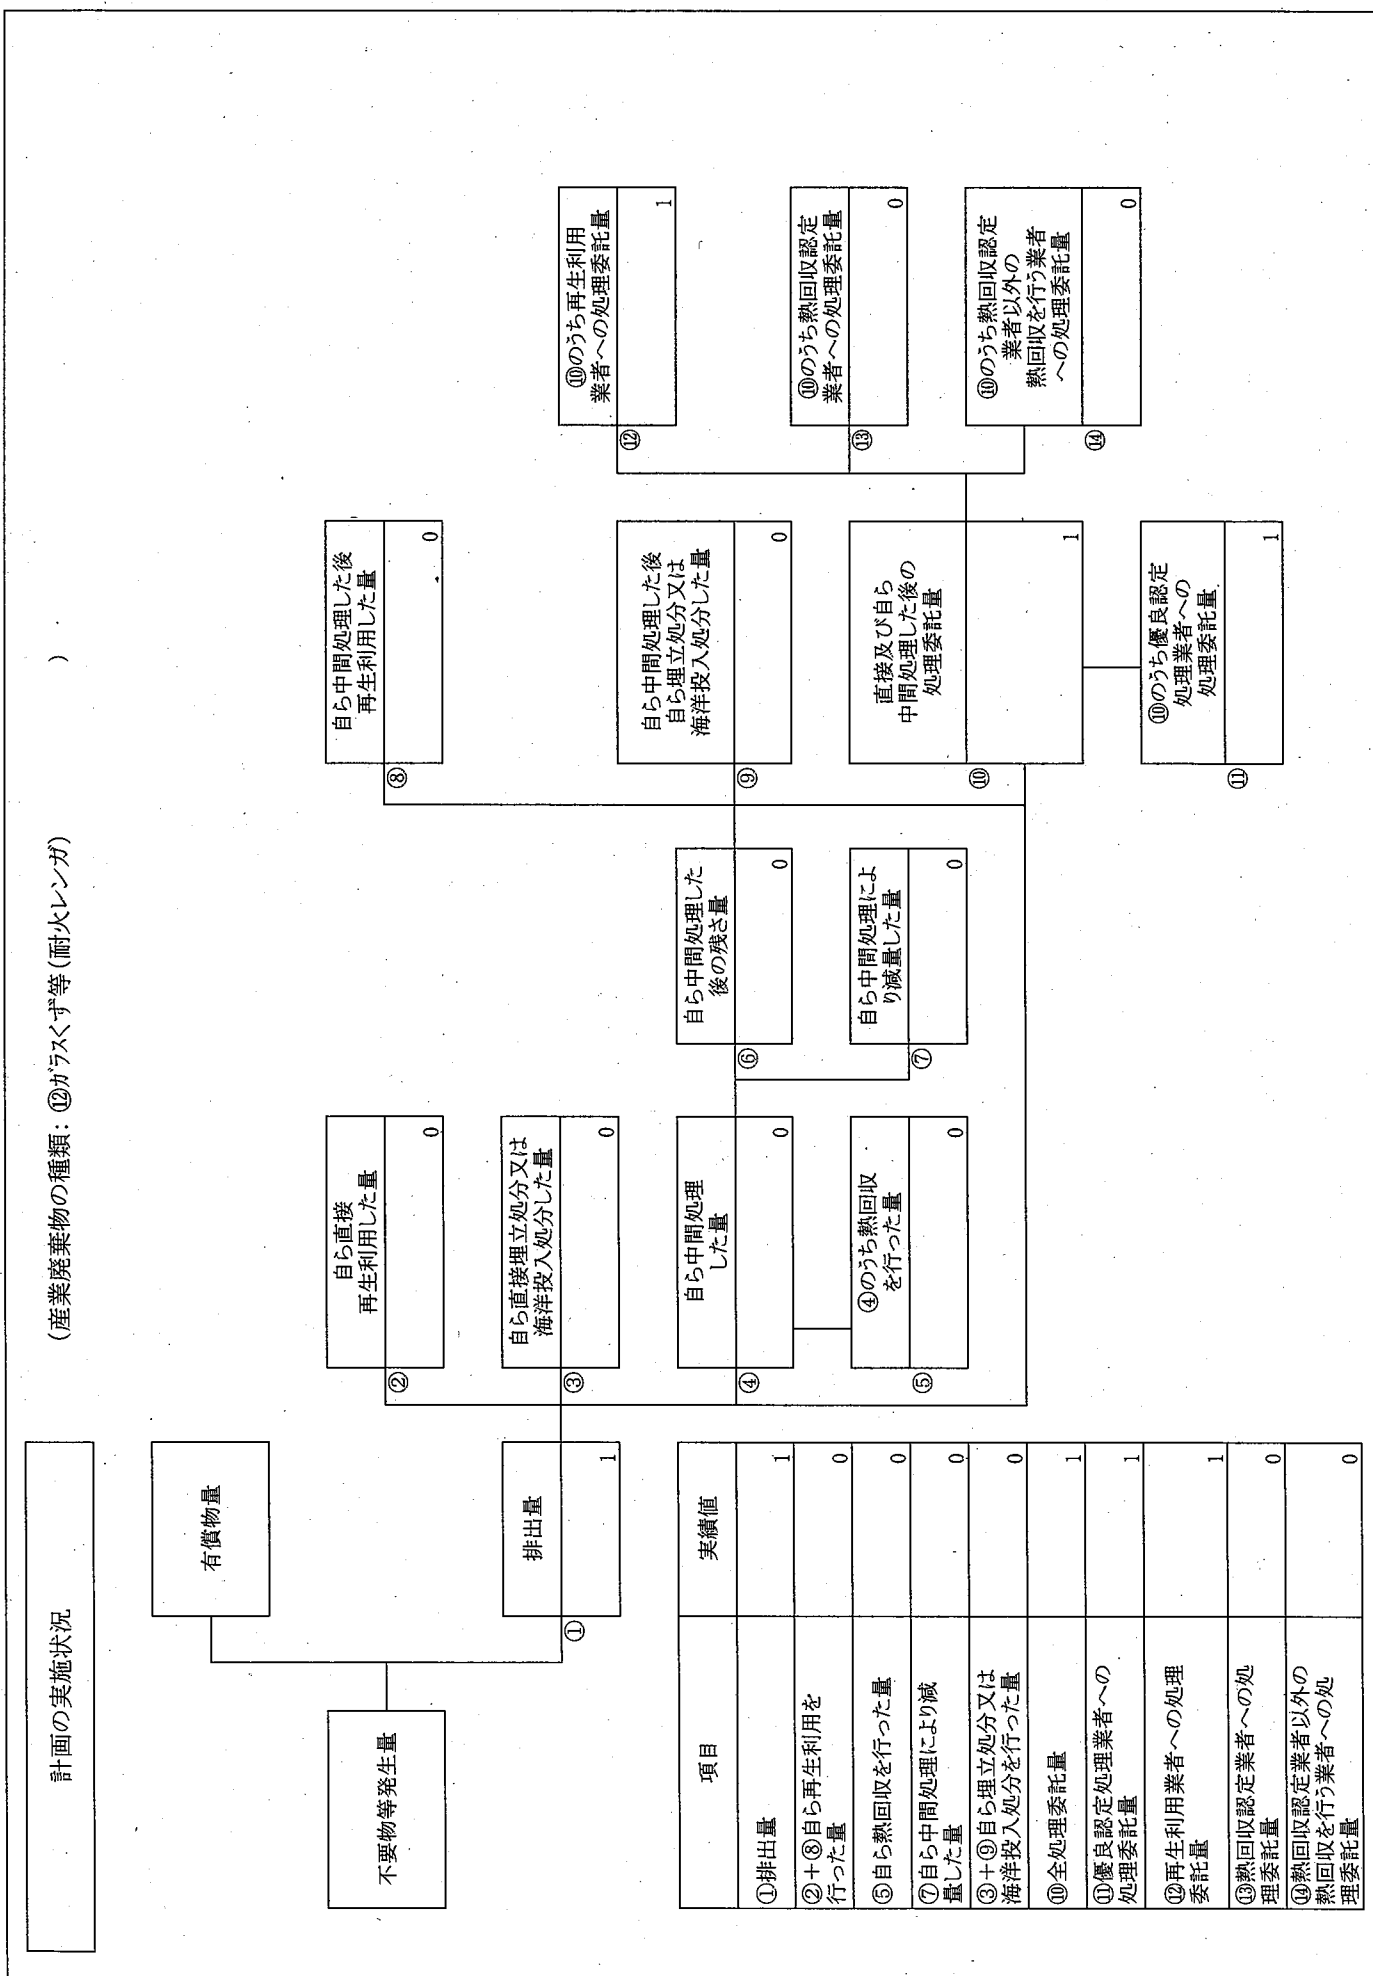 計画の実施状況
(産業廃棄物の種類：⑫ガラスくず等(耐火レンガ)
)
不要物等発生量
有償物量
排出量
①
1
自ら直接
再生利用した量
②
0
自ら直接埋立処分又は
海洋投入処分した量
③
0
自ら中間処理
した量
④
0
④のうち熱回収
を行った量
⑤
0
自ら中間処理した
後の残さ量
⑥
0
自ら中間処理によ
り減量した量
⑦
0
自ら中間処理した後
再生利用した量
⑧
0
自ら中間処理した後
自ら埋立処分又は
海洋投入処分した量
⑨
0
直接及び自ら
中間処理した後の
処理委託量
⑩
1
⑩のうち優良認定
処理業者への
処理委託量
⑪
1
⑩のうち再生利用
業者への処理委託量
⑫
1
⑩のうち熱回収認定
業者への処理委託量
⑬
0
⑩のうち熱回収認定
業者以外の
熱回収を行う業者
への処理委託量
⑭
0
項目 実績値
①排出量 1
②＋⑧自ら再生利用を
行った量 0
⑤自ら熱回収を行った量 0
⑦自ら中間処理により減
量した量 0
③＋⑨自ら埋立処分又は
海洋投入処分を行った量 0
⑩全処理委託量 1
⑪優良認定処理業者への
処理委託量 1
⑫再生利用業者への処理
委託量 1
⑬熱回収認定業者への処
理委託量 0
⑭熱回収認定業者以外の
熱回収を行う業者への処
理委託量 0